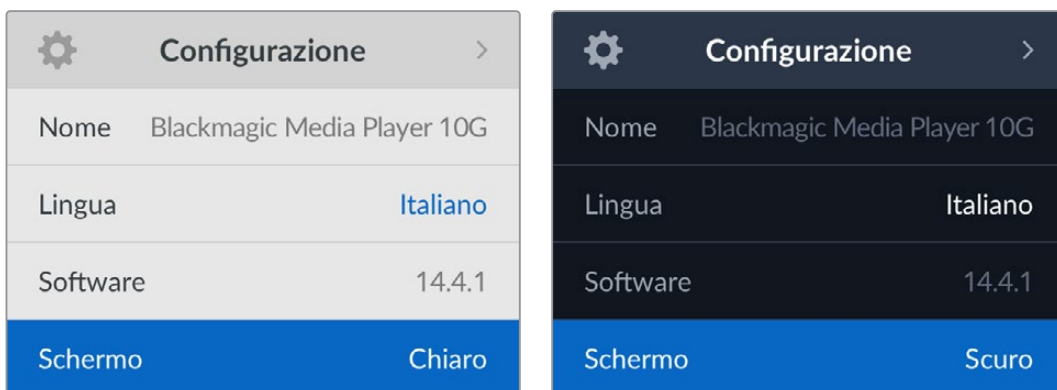 Configurazione
Nome Blackmagic Media Player 10G
Lingua Italiano
Software 14.4.1
Schermo Chiaro
Configurazione
Nome Blackmagic Media Player 10G
Lingua Italiano
Software 14.4.1
Schermo Scuro